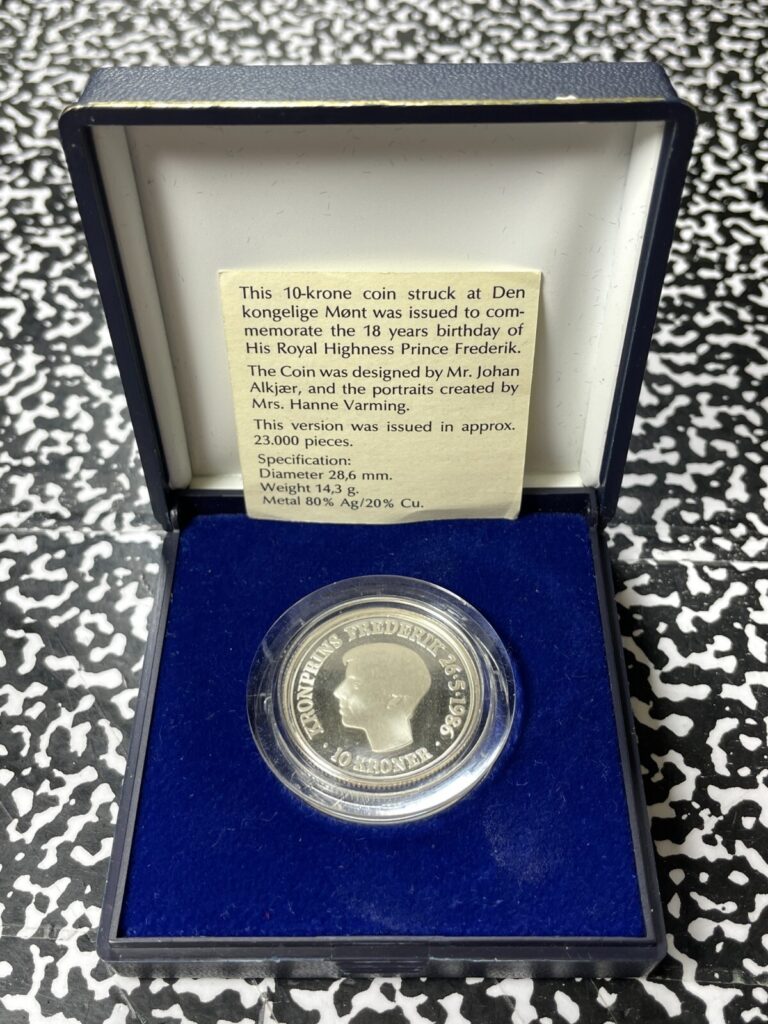 This 10-krone coin struck at Den
kongelige Mønt was issued to com-
memorate the 18 years birthday of
His Royal Highness Prince Frederik.
The Coin was designed by Mr. Johan
Alkjær, and the portraits created by
Mrs. Hanne Varming.
This version was issued in approx.
23.000 pieces.
Specification:
Diameter 28,6 mm.
Weight 14,3 g.
Metal 80% Ag/20% Cu.
KRONPRINS FREDERIK 26·5·1986
· 10 KRONER ·